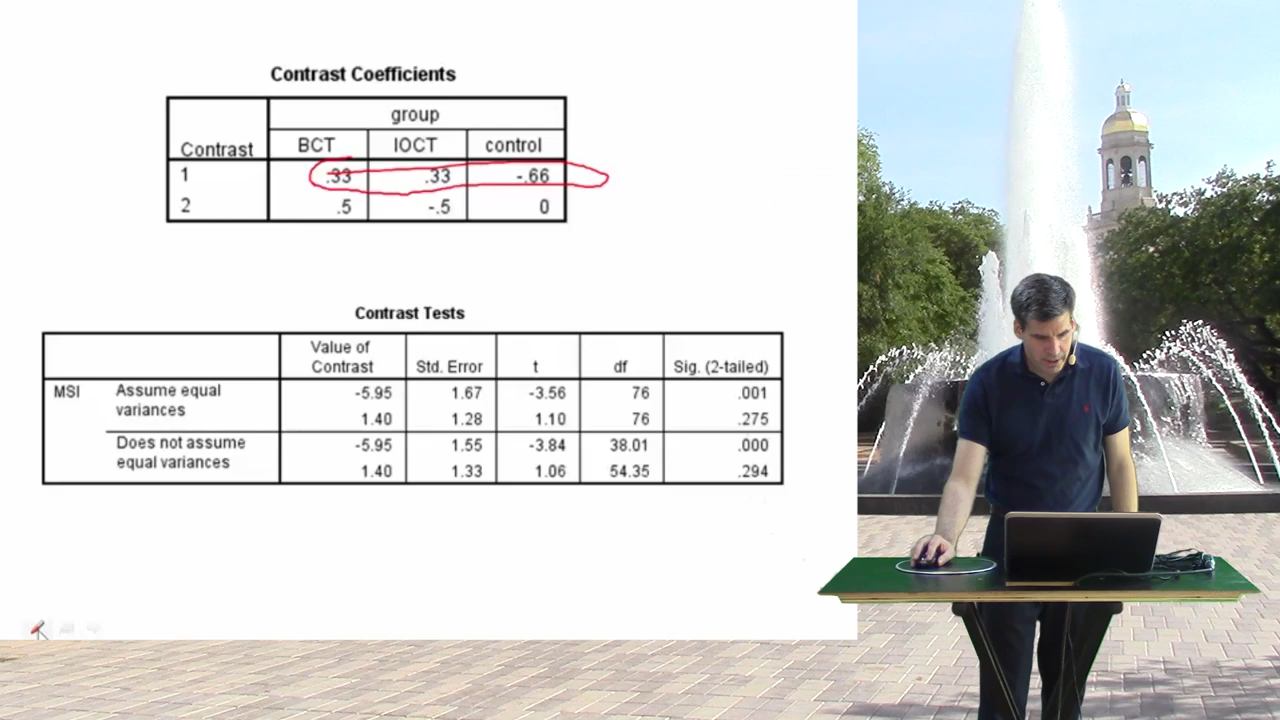 Contrast Coefficients
group
Contrast BCT IOCT control
1 .33 .33 -.66
2 .5 -.5 0
Contrast Tests
Value of Contrast Std. Error t df Sig. (2-tailed)
MSI Assume equal variances -5.95 1.67 -3.56 76 .001
1.40 1.28 1.10 76 .275
Does not assume equal variances -5.95 1.55 -3.84 38.01 .000
1.40 1.33 1.06 54.35 .294